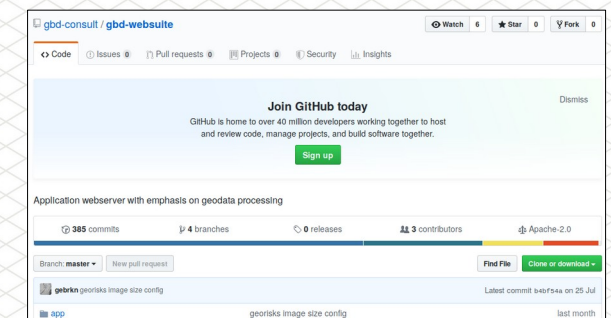 gbd-consult / gbd-websuite
Watch 6 Star 0 Fork 0
Code Issues 0 Pull requests 0 Projects 0 Security Insights
Join GitHub today
Dismiss
GitHub is home to over 40 million developers working together to host
and review code, manage projects, and build software together.
Sign up
Application webserver with emphasis on geodata processing
385 commits 4 branches 0 releases 3 contributors Apache-2.0
Branch: master New pull request Find File Clone or download
gebrkn georisks image size config Latest commit b4bf54a on 25 Jul
app georisks image size config last month